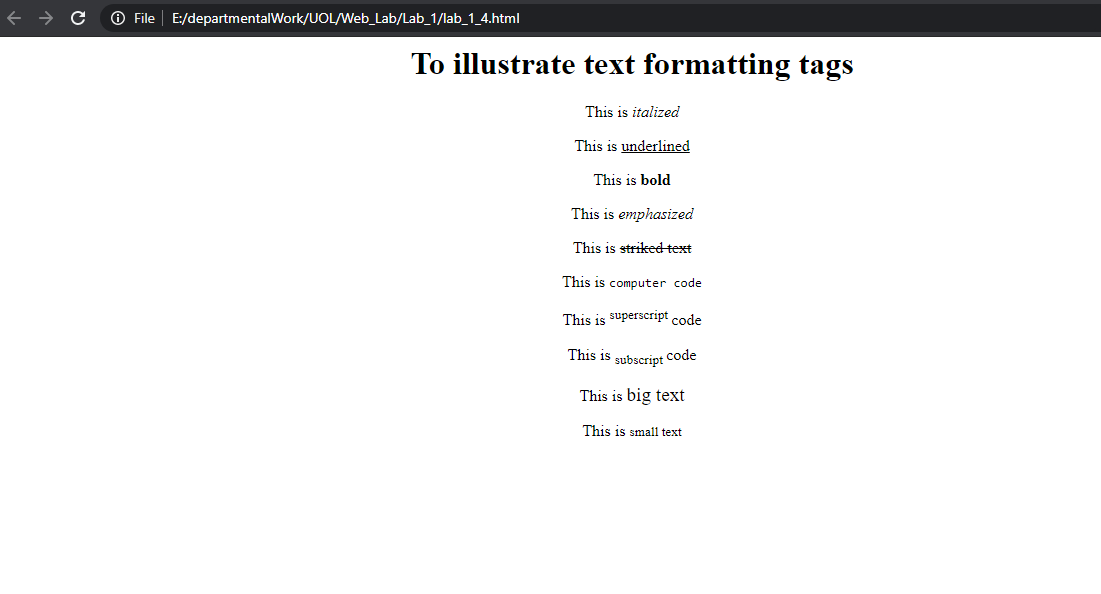 File E:/departmentalWork/UOL/Web_Lab/Lab_1/lab_1_4.html
To illustrate text formatting tags
This is italized
This is underlined
This is bold
This is emphasized
This is striked text
This is computer code
This is superscript code
This is subscript code
This is big text
This is small text